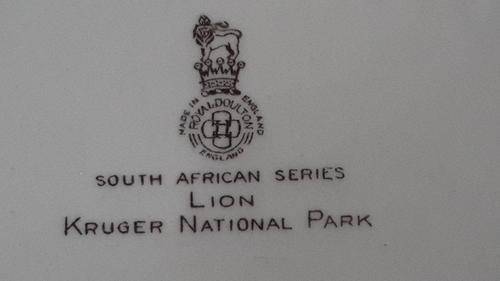 MADE IN ENGLAND
ROYAL DOULTON
ENGLAND
SOUTH AFRICAN SERIES
LION
KRUGER NATIONAL PARK